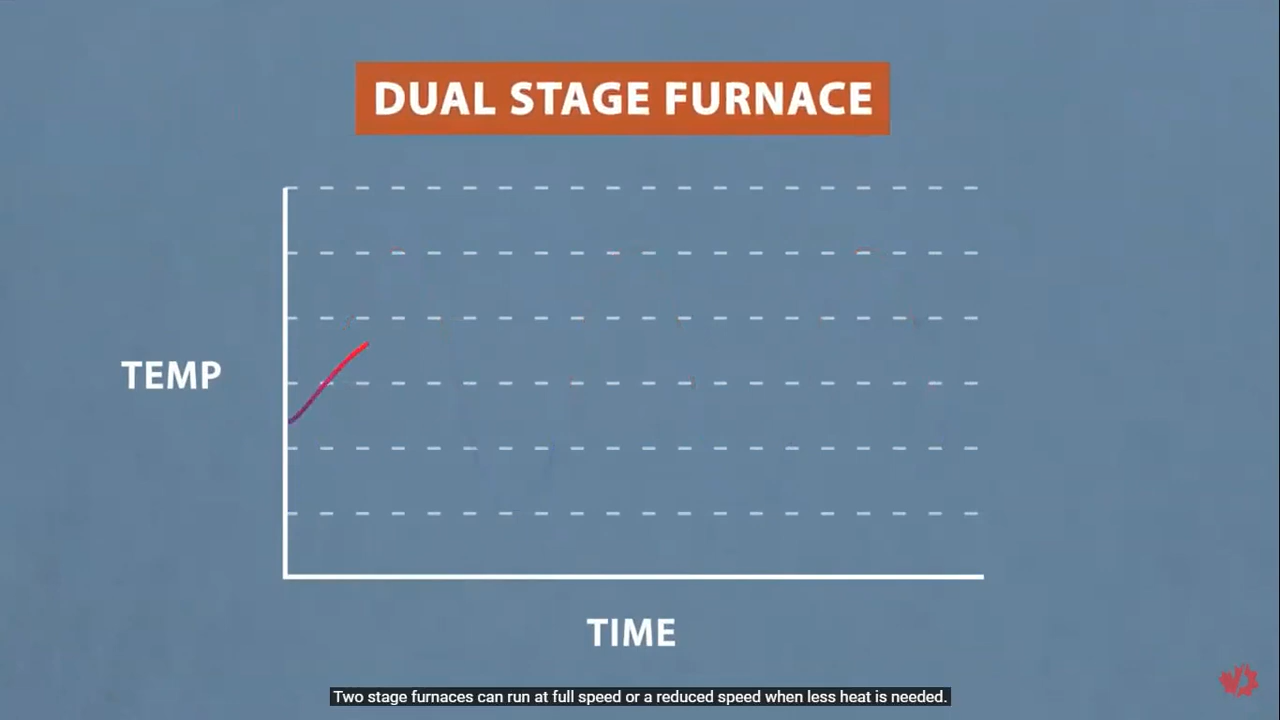 DUAL STAGE FURNACE
TEMP
TIME
Two stage furnaces can run at full speed or a reduced speed when less heat is needed.